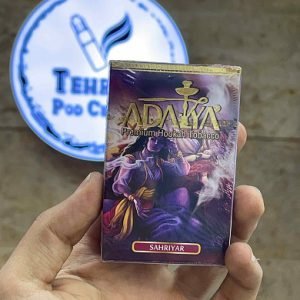 TEHR
POD C
ADALYA
Premium Hookah Tobacco
SAHRIYAR